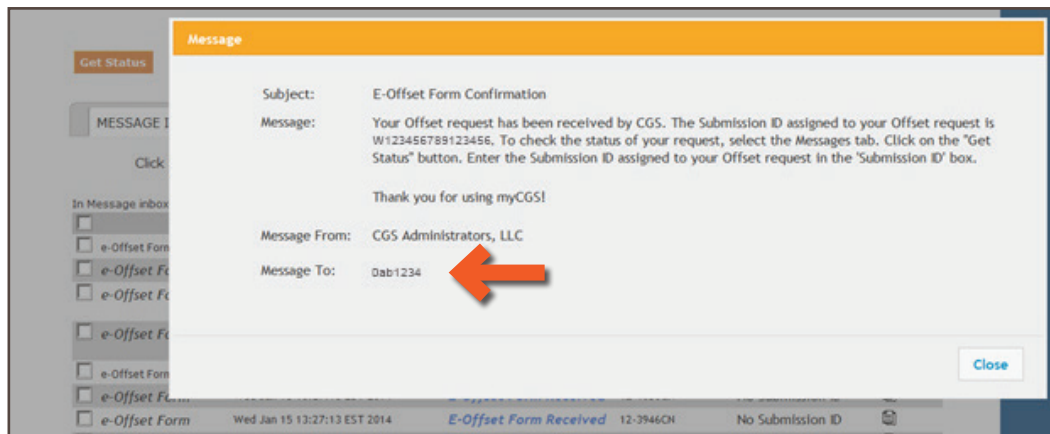 Message
Get Status
Subject: E-Offset Form Confirmation
MESSAGE I
Message: Your Offset request has been received by CGS. The Submission ID assigned to your Offset request is
W123456789123456. To check the status of your request, select the Messages tab. Click on the "Get
Status" button. Enter the Submission ID assigned to your Offset request in the 'Submission ID' box.
Click
Thank you for using myCGS!
In Message inbox
Message From: CGS Administrators, LLC
e-Offset Form
Message To: 0ab1234
e-Offset Fo
e-Offset Fo
e-Offset Fo
Close
e-Offset Form
e-Offset Form
e-Offset Form Wed Jan 15 13:27:13 EST 2014 E-Offset Form Received 12-3946CN No Submission ID